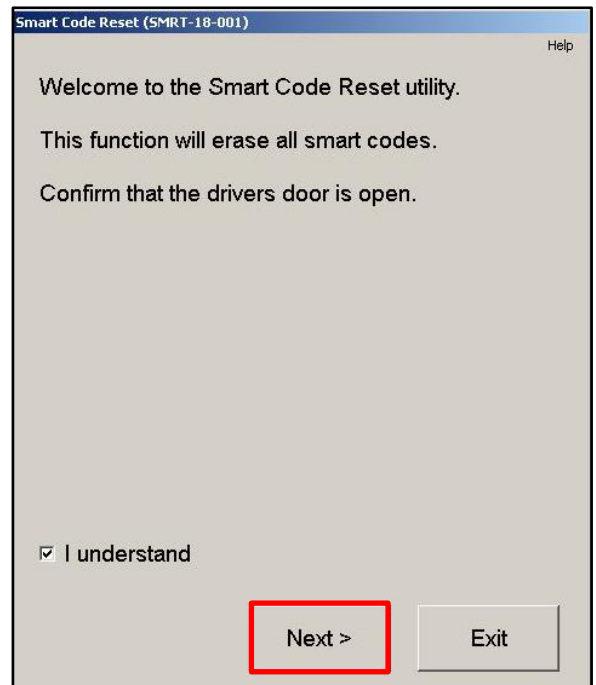 Smart Code Reset (SMRT-18-001)
Help
Welcome to the Smart Code Reset utility.
This function will erase all smart codes.
Confirm that the drivers door is open.
I understand
Next >
Exit